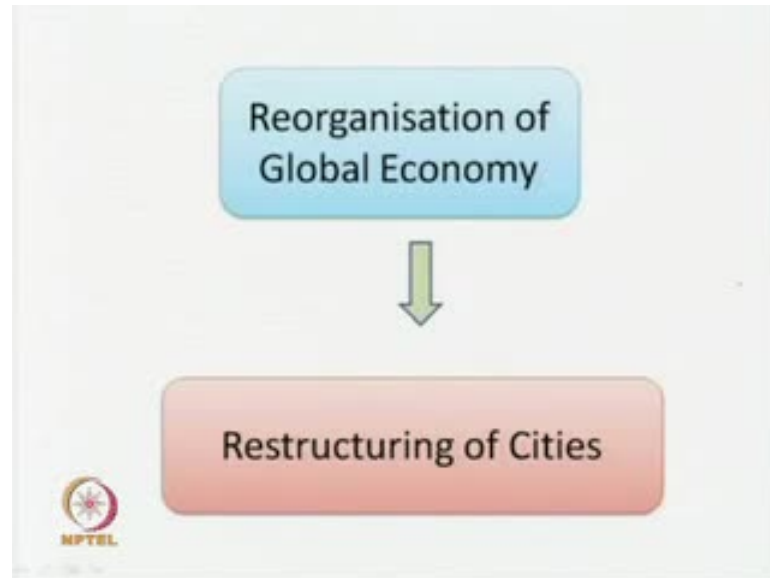 Reorganisation of
Global Economy
Restructuring of Cities
NPTEL